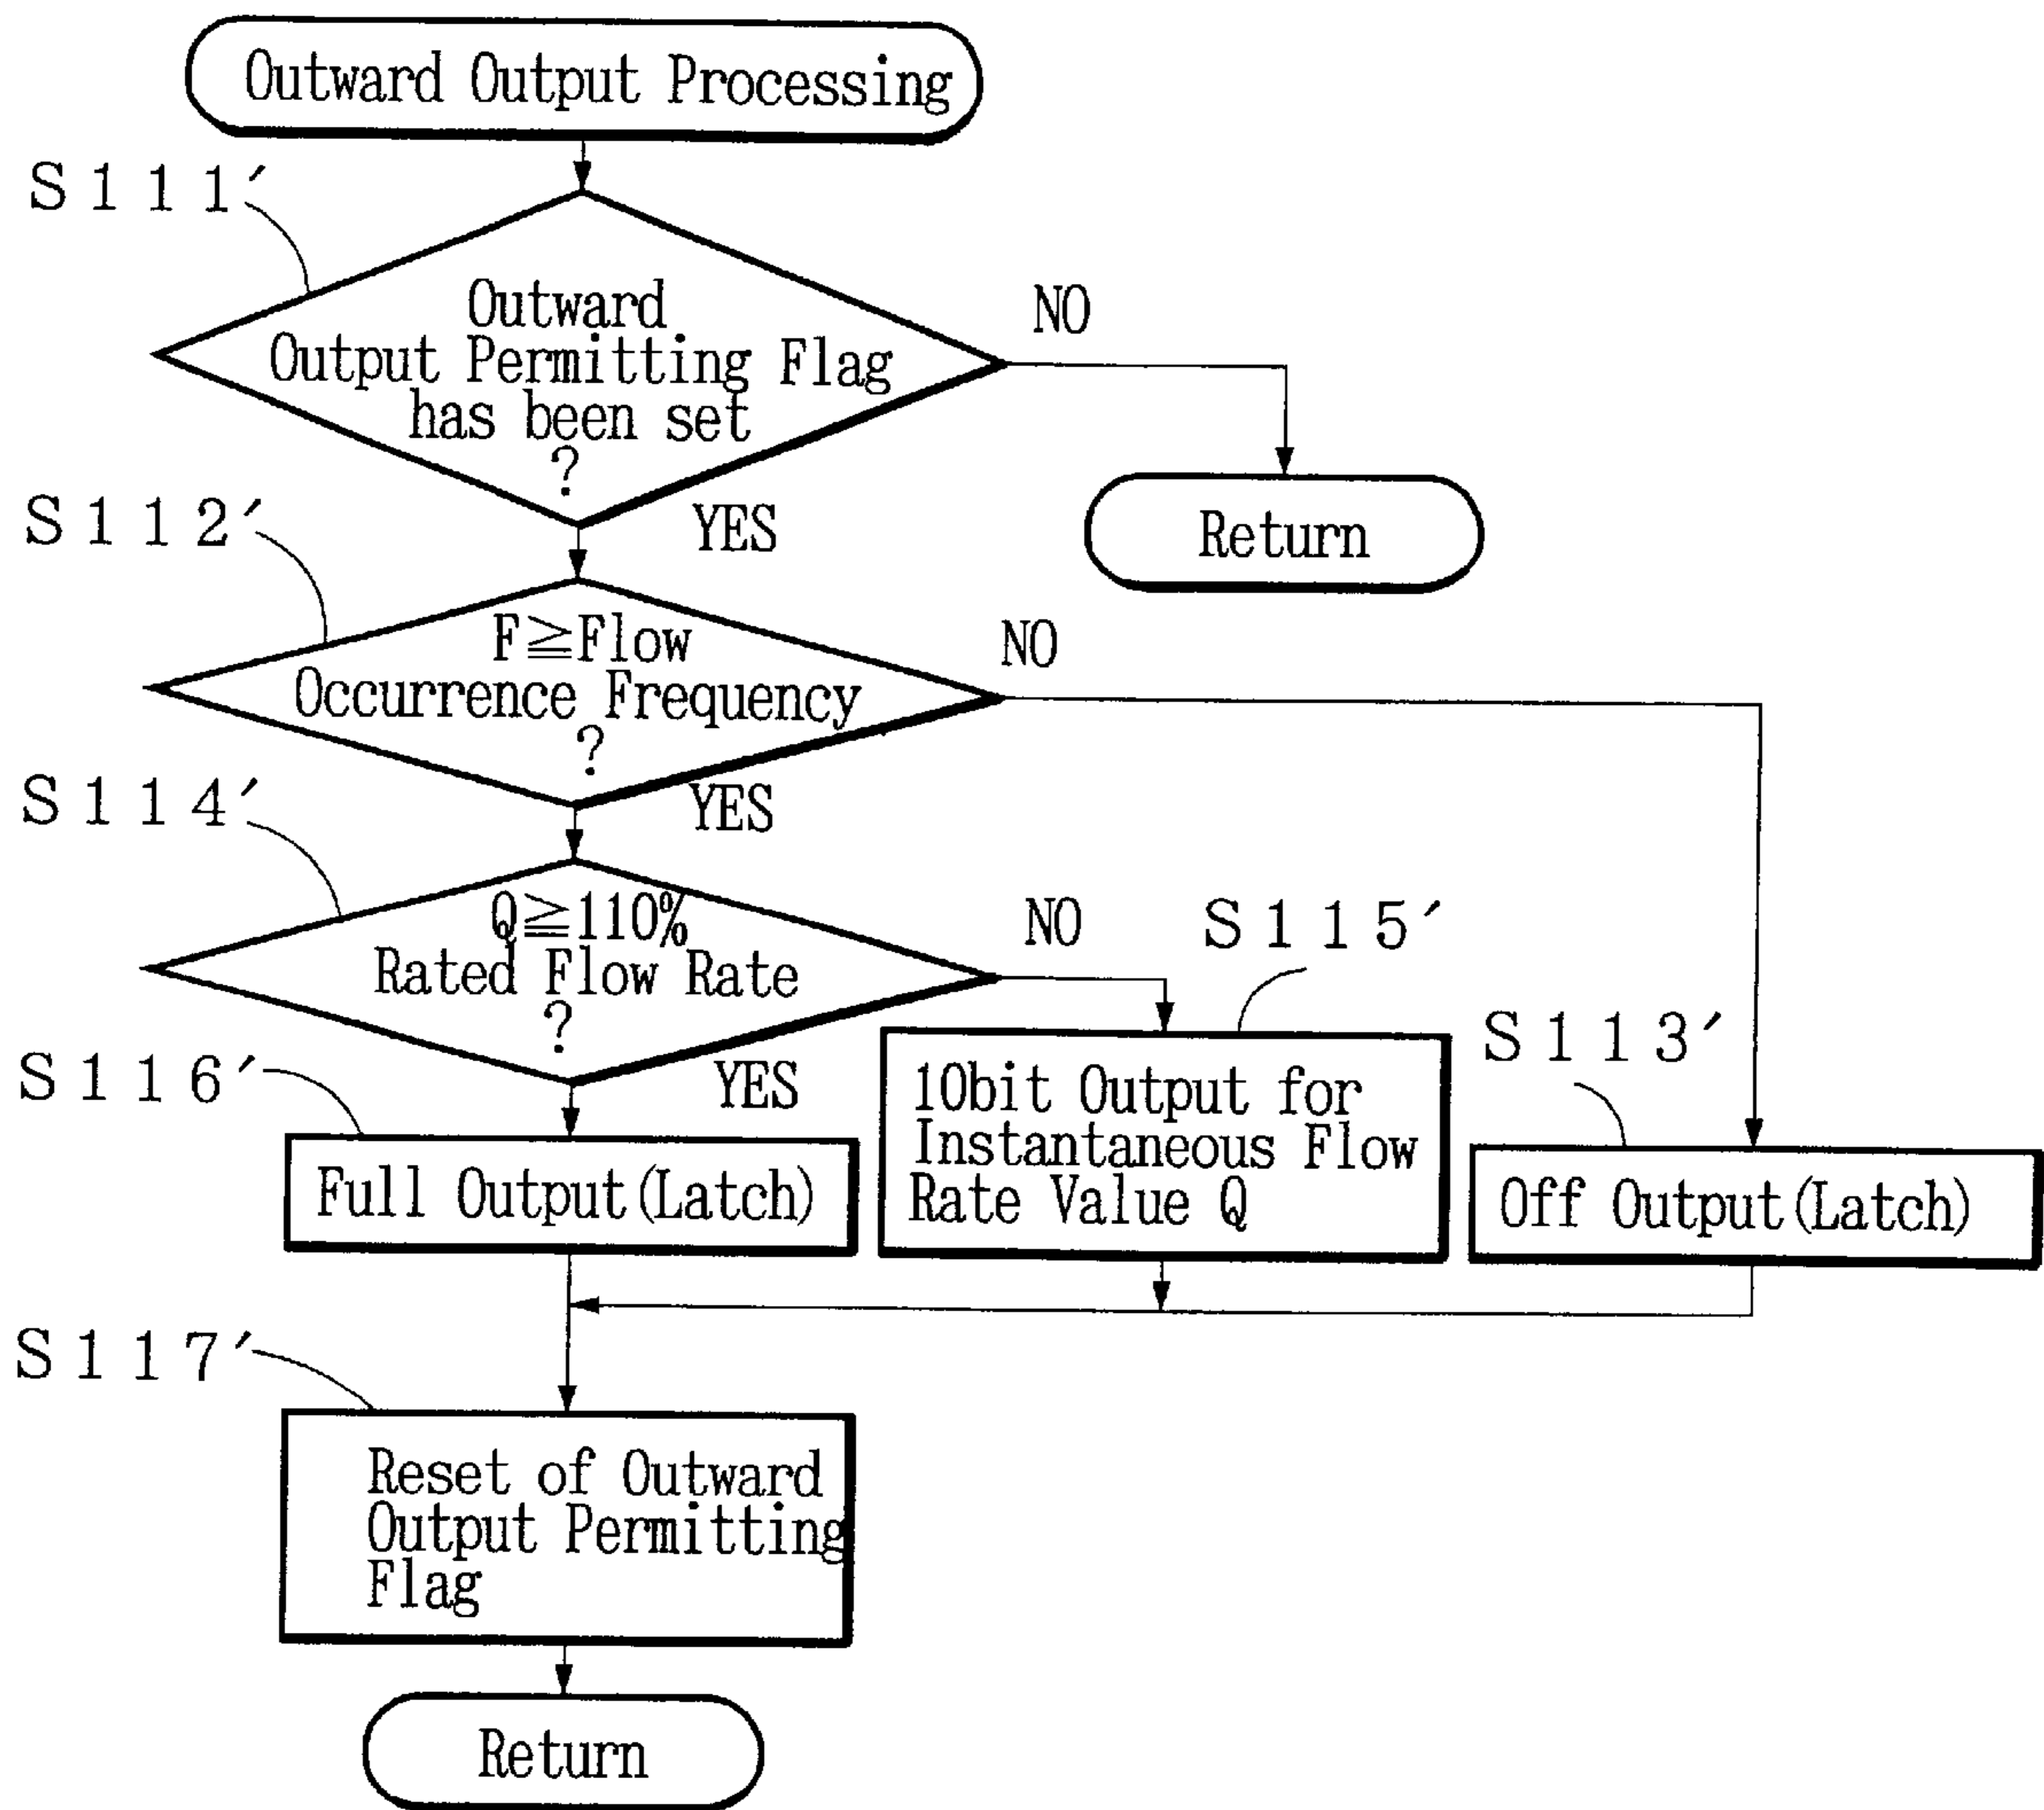 Outward Output Processing
S111′
Outward
Output Permitting Flag
has been set
?
NO
YES
Return
S112′
F≧Flow
Occurrence Frequency
?
NO
YES
S114′
Q≧110%
Rated Flow Rate
?
NO
YES
S115′
10bit Output for
Instantaneous Flow
Rate Value Q
S113′
Off Output(Latch)
S116′
Full Output(Latch)
S117′
Reset of Outward
Output Permitting
Flag
Return